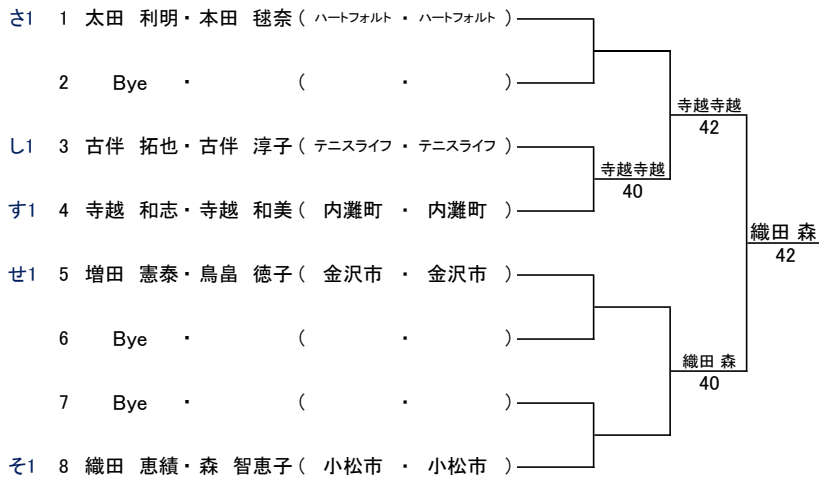 さ1 1 太田 利明・本田 毬奈 ( ハートフォルト ・ ハートフォルト )
2 Bye ・ ( ・ )
寺越寺越
42
し1 3 古伴 拓也・古伴 淳子 ( テニスライフ ・ テニスライフ )
寺越寺越
40
す1 4 寺越 和志・寺越 和美 ( 内灘町 ・ 内灘町 )
織田 森
42
せ1 5 増田 憲泰・鳥畠 徳子 ( 金沢市 ・ 金沢市 )
6 Bye ・ ( ・ )
織田 森
40
7 Bye ・ ( ・ )
そ1 8 織田 恵績・森 智恵子 ( 小松市 ・ 小松市 )